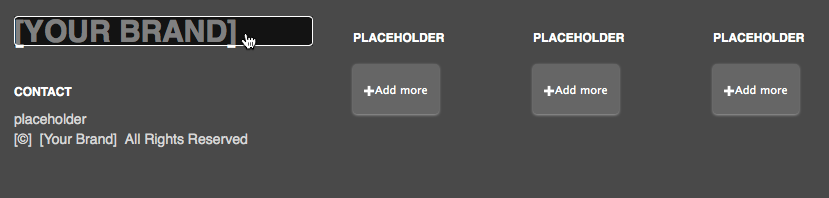 [YOUR BRAND]
CONTACT
placeholder
[©] [Your Brand] All Rights Reserved
PLACEHOLDER
+Add more
PLACEHOLDER
+Add more
PLACEHOLDER
+Add more